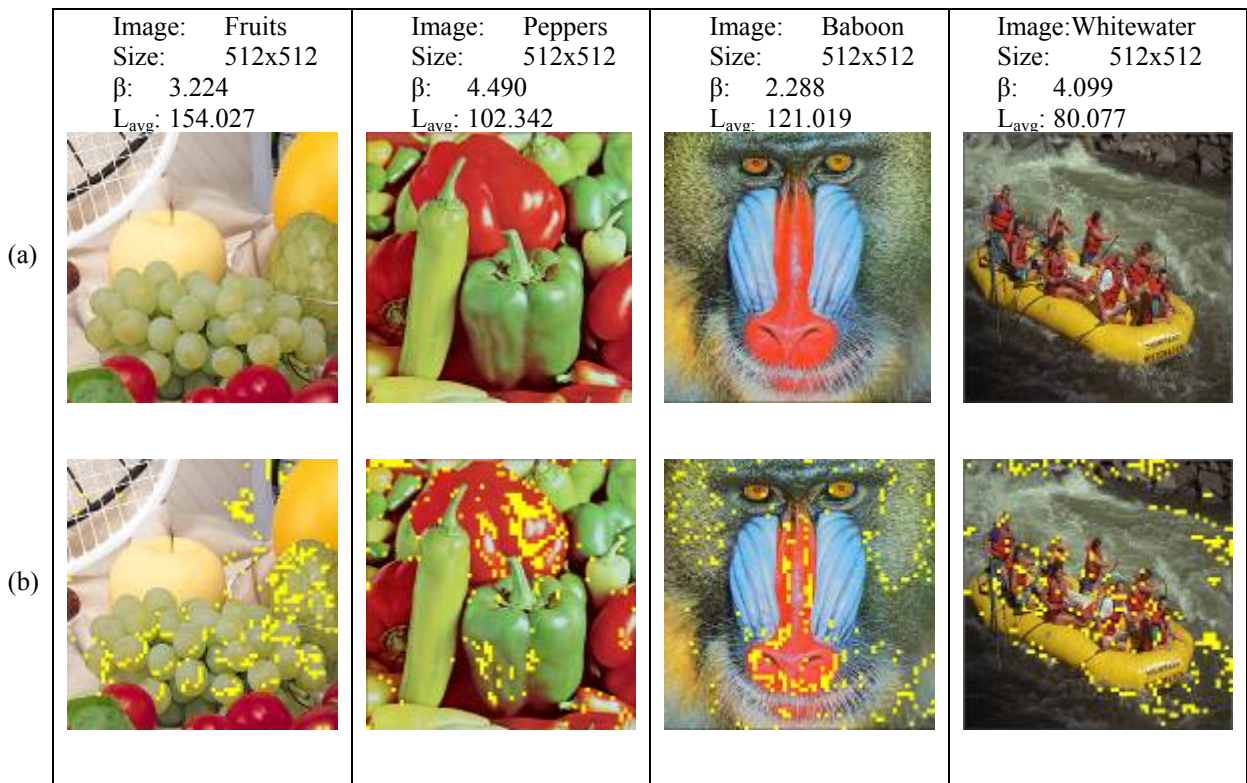 Image: Fruits
Size: 512x512
β: 3.224
Lavg: 154.027
Image: Peppers
Size: 512x512
β: 4.490
Lavg: 102.342
Image: Baboon
Size: 512x512
β: 2.288
Lavg: 121.019
Image:Whitewater
Size: 512x512
β: 4.099
Lavg: 80.077
(a)
(b)